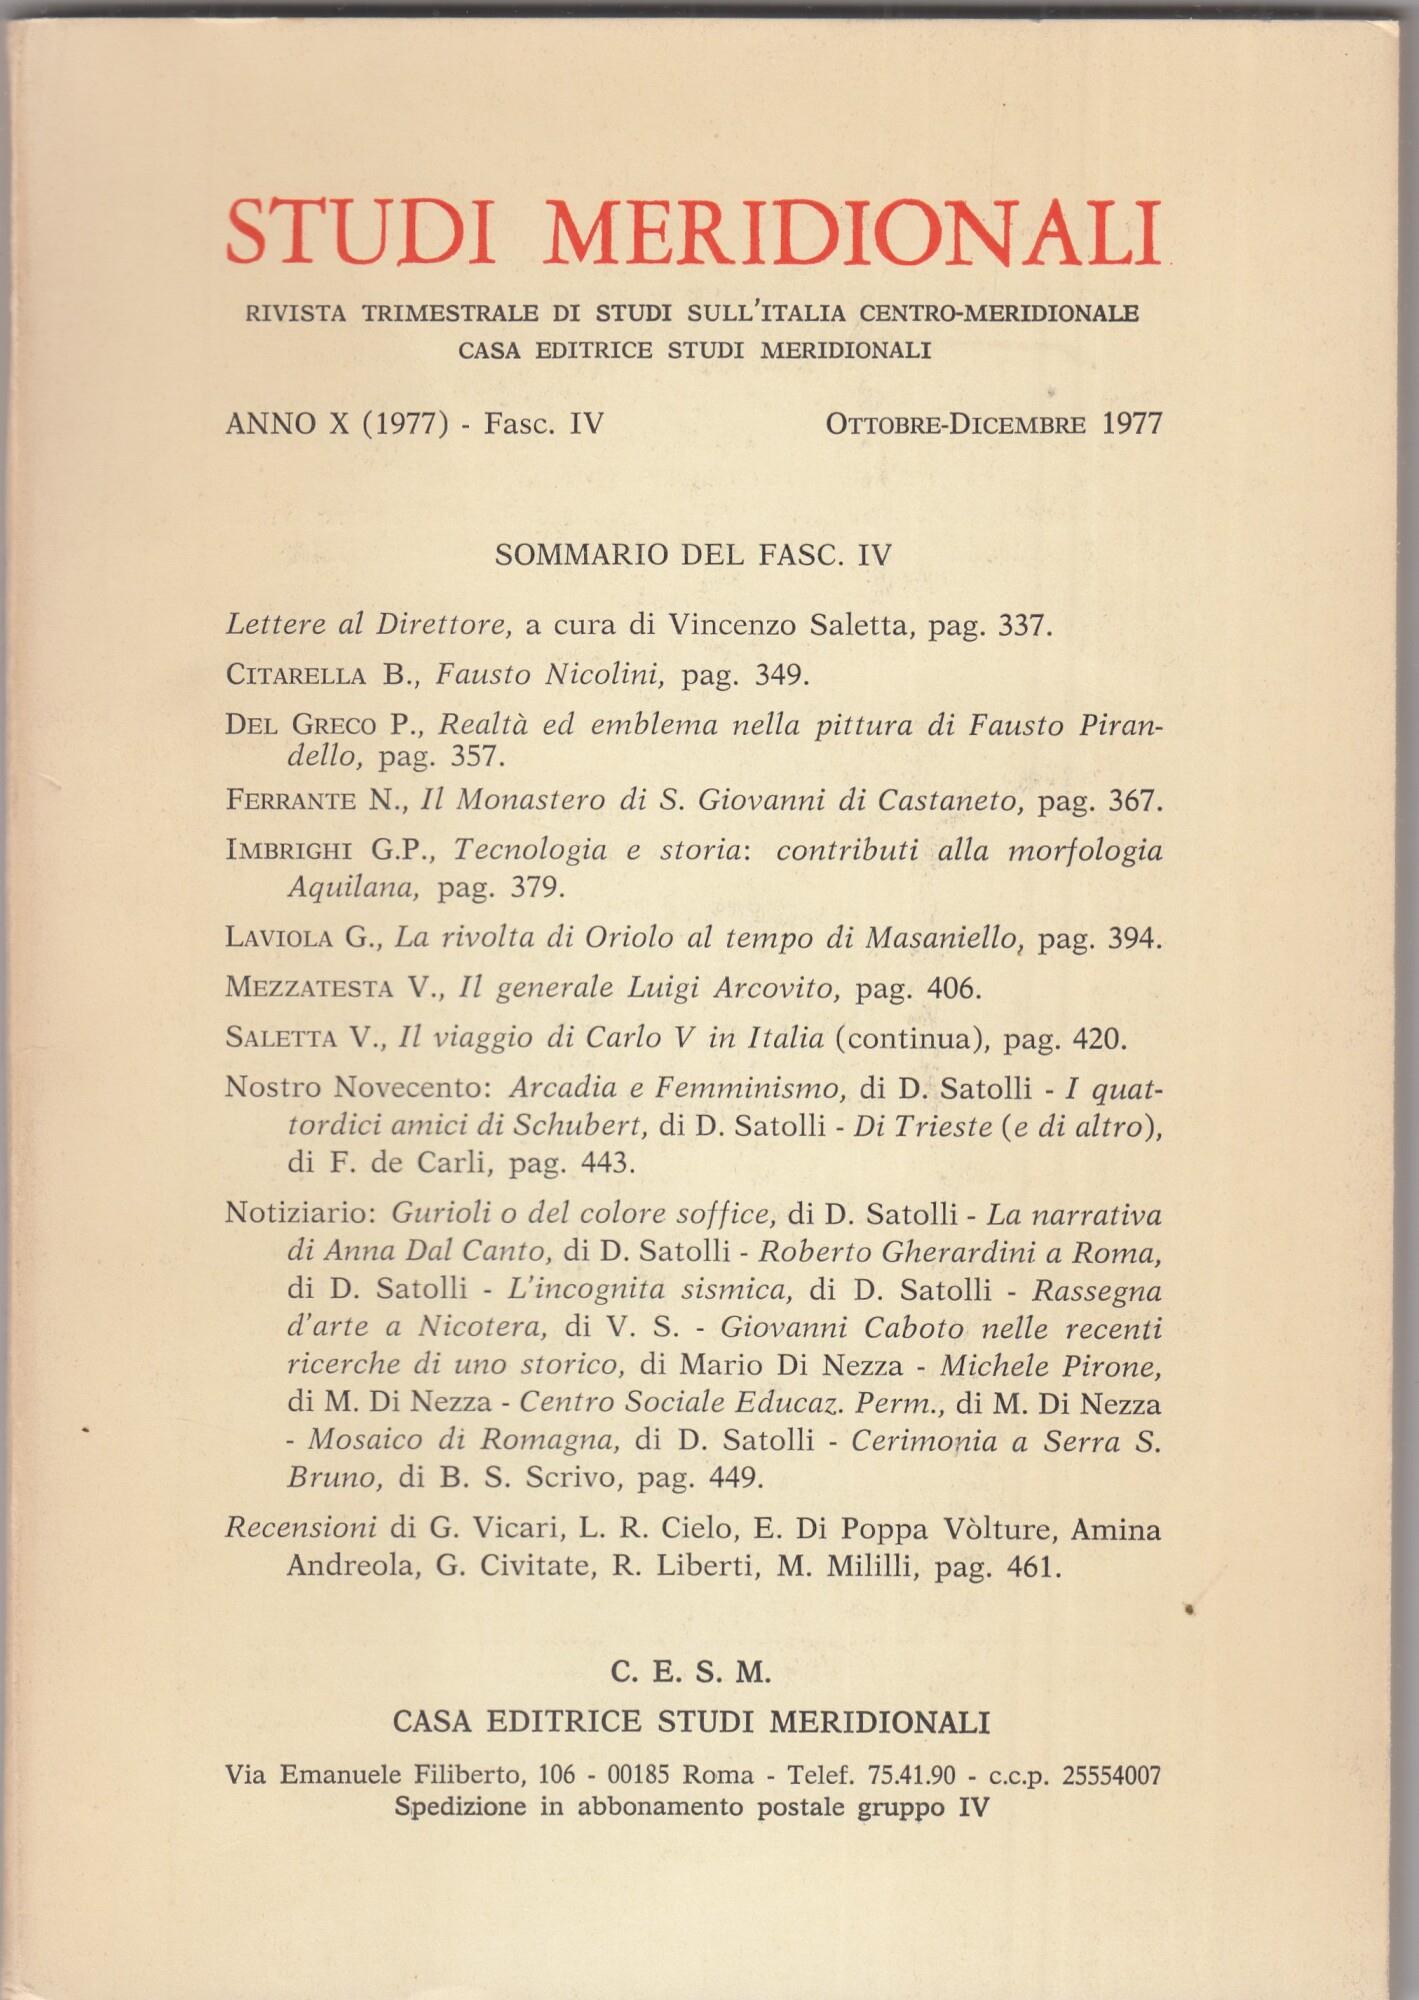 STUDI MERIDIONALI
RIVISTA TRIMESTRALE DI STUDI SULL'ITALIA CENTRO-MERIDIONALE
CASA EDITRICE STUDI MERIDIONALI
ANNO X (1977) - Fasc. IV OTTOBRE-DICEMBRE 1977
SOMMARIO DEL FASC. IV
Lettere al Direttore, a cura di Vincenzo Saletta, pag. 337.
CITARELLA B., Fausto Nicolini, pag. 349.
DEL GRECO P., Realtà ed emblema nella pittura di Fausto Piran-
dello, pag. 357.
FERRANTE N., Il Monastero di S. Giovanni di Castaneto, pag. 367.
IMBRIGHI G.P., Tecnologia e storia: contributi alla morfologia
Aquilana, pag. 379.
LAVIOLA G., La rivolta di Oriolo al tempo di Masaniello, pag. 394.
MEZZATESTA V., Il generale Luigi Arcovito, pag. 406.
SALETTA V., Il viaggio di Carlo V in Italia (continua), pag. 420.
Nostro Novecento: Arcadia e Femminismo, di D. Satolli - I quat-
tordici amici di Schubert, di D. Satolli - Di Trieste (e di altro),
di F. de Carli, pag. 443.
Notiziario: Gurioli o del colore soffice, di D. Satolli - La narrativa
di Anna Dal Canto, di D. Satolli - Roberto Gherardini a Roma,
di D. Satolli - L'incognita sismica, di D. Satolli - Rassegna
d'arte a Nicotera, di V. S. - Giovanni Caboto nelle recenti
ricerche di uno storico, di Mario Di Nezza - Michele Pirone,
di M. Di Nezza - Centro Sociale Educaz. Perm., di M. Di Nezza
- Mosaico di Romagna, di D. Satolli - Cerimonia a Serra S.
Bruno, di B. S. Scrivo, pag. 449.
Recensioni di G. Vicari, L. R. Cielo, E. Di Poppa Vòlture, Amina
Andreola, G. Civitate, R. Liberti, M. Mililli, pag. 461.
C. E. S. M.
CASA EDITRICE STUDI MERIDIONALI
Via Emanuele Filiberto, 106 - 00185 Roma - Telef. 75.41.90 - c.c.p. 25554007
Spedizione in abbonamento postale gruppo IV